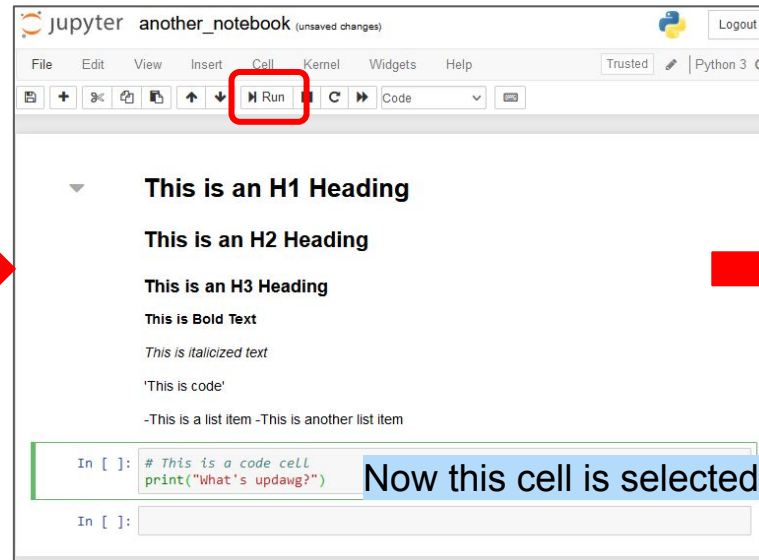 jupyter another_notebook (unsaved changes) Logout
File Edit View Insert Cell Kernel Widgets Help Trusted Python 3
Run Code
This is an H1 Heading
This is an H2 Heading
This is an H3 Heading
This is Bold Text
This is italicized text
'This is code'
-This is a list item -This is another list item
In [ ]: # This is a code cell
print("What's updawg?")
Now this cell is selected
In [ ]: